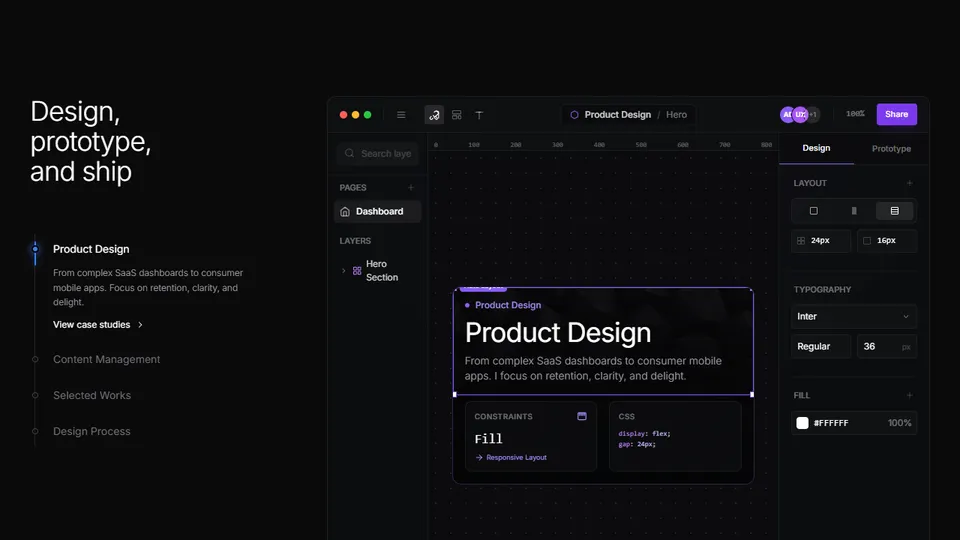 Design,
prototype,
and ship
Product Design
From complex SaaS dashboards to consumer
mobile apps. Focus on retention, clarity, and
delight.
View case studies
Content Management
Selected Works
Design Process
Product Design / Hero
+1
100%
Share
Search laye
PAGES
Dashboard
LAYERS
Hero
Section
0 100 200 300 400 500 600 700 800
Product Design
Product Design
From complex SaaS dashboards to consumer mobile
apps. I focus on retention, clarity, and delight.
CONSTRAINTS
Fill
Responsive Layout
CSS
display: flex;
gap: 24px;
Design
Prototype
LAYOUT
24px
16px
TYPOGRAPHY
Inter
Regular
36
px
FILL
#FFFFFF
100%